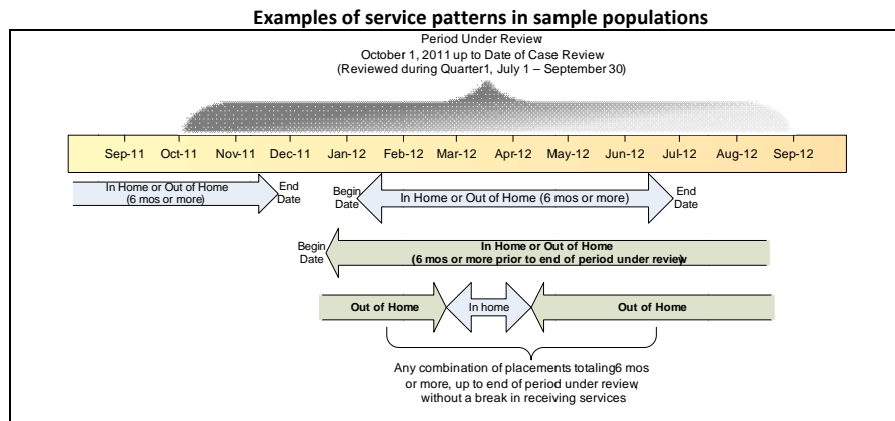 Examples of service patterns in sample populations
Period Under Review
October 1, 2011 up to Date of Case Review
(Reviewed during Quarter1, July 1 – September 30)
Sep-11 Oct-11 Nov-11 Dec-11 Jan-12 Feb-12 Mar-12 Apr-12 May-12 Jun-12 Jul-12 Aug-12 Sep-12
In Home or Out of Home
(6 mos or more)
End
Date
Begin
Date
In Home or Out of Home (6 mos or more)
End
Date
Begin
Date
In Home or Out of Home
(6 mos or more prior to end of period under review
Out of Home
In home
Out of Home
Any combination of placements totaling6 mos
or more, up to end of period under review,
without a break in receiving services